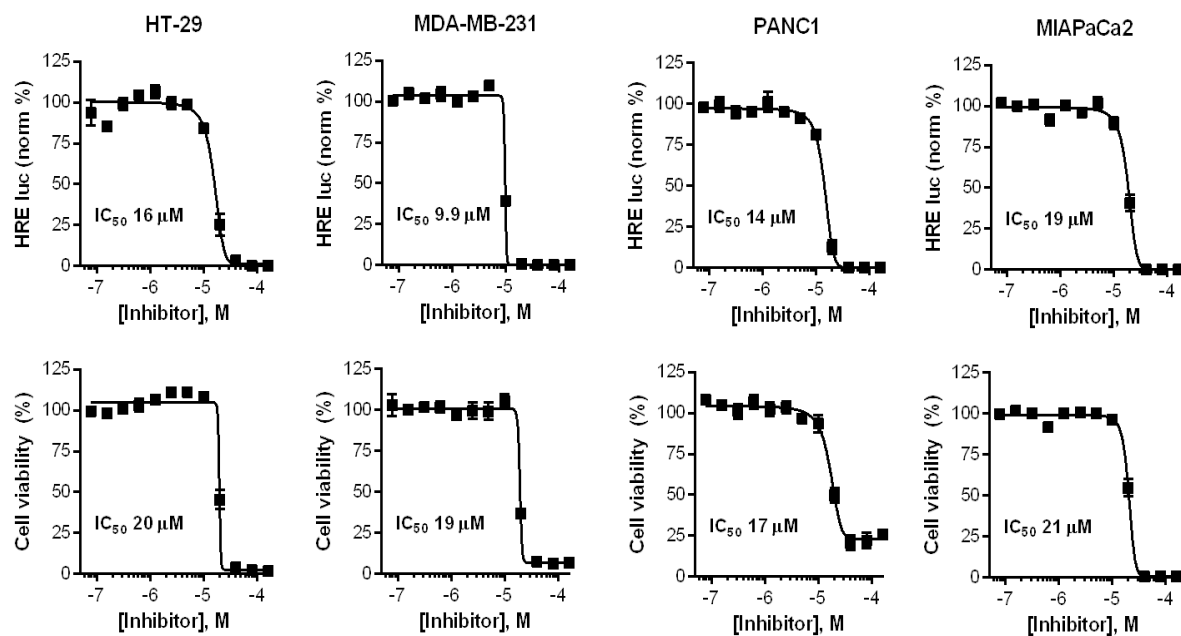 HT-29
MDA-MB-231
PANC1
MIAPaCa2
HRE luc (norm %)
125
100
75
50
25
0
IC50 16 μM
-7
-6
-5
-4
[Inhibitor], M
HRE luc (norm %)
125
100
75
50
25
0
IC50 9.9 μM
-7
-6
-5
-4
[Inhibitor], M
HRE luc (norm %)
125
100
75
50
25
0
IC50 14 μM
-7
-6
-5
-4
[Inhibitor], M
HRE luc (norm %)
125
100
75
50
25
0
IC50 19 μM
-7
-6
-5
-4
[Inhibitor], M
Cell viability (%)
125
100
75
50
25
0
IC50 20 μM
-7
-6
-5
-4
[Inhibitor], M
Cell viability (%)
125
100
75
50
25
0
IC50 19 μM
-7
-6
-5
-4
[Inhibitor], M
Cell viability (%)
125
100
75
50
25
0
IC50 17 μM
-7
-6
-5
-4
[Inhibitor], M
Cell viability (%)
125
100
75
50
25
0
IC50 21 μM
-7
-6
-5
-4
[Inhibitor], M